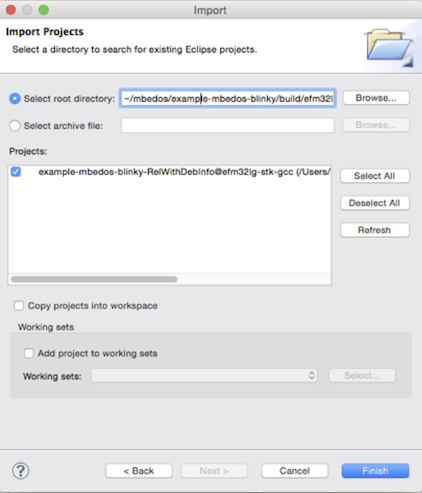 Import
Import Projects
Select a directory to search for existing Eclipse projects.
Select root directory: ~/mbedos/example-mbedos-blinky/build/efm32l Browse...
Select archive file: Browse...
Projects:
example-mbedos-blinky-RelWithDebInfo@efm32lg-stk-gcc (/Users/
Select All
Deselect All
Refresh
Copy projects into workspace
Working sets
Add project to working sets
Working sets: Select...
? < Back Next > Cancel Finish